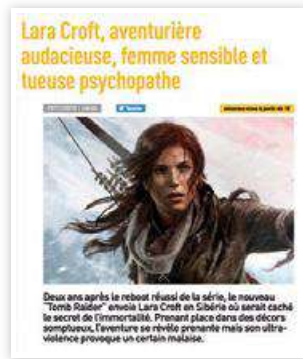 Lara Croft, aventurière
audacieuse, femme sensible et
tueuse psychopathe
Deux ans après le reboot réussi de la série, le nouveau
"Tomb Raider" envoie Lara Croft en Sibérie où serait caché
le secret de l'immortalité. Prenant place dans des décors
somptueux, l'aventure se révèle prenante mais son ultra-
violence provoque un certain malaise.